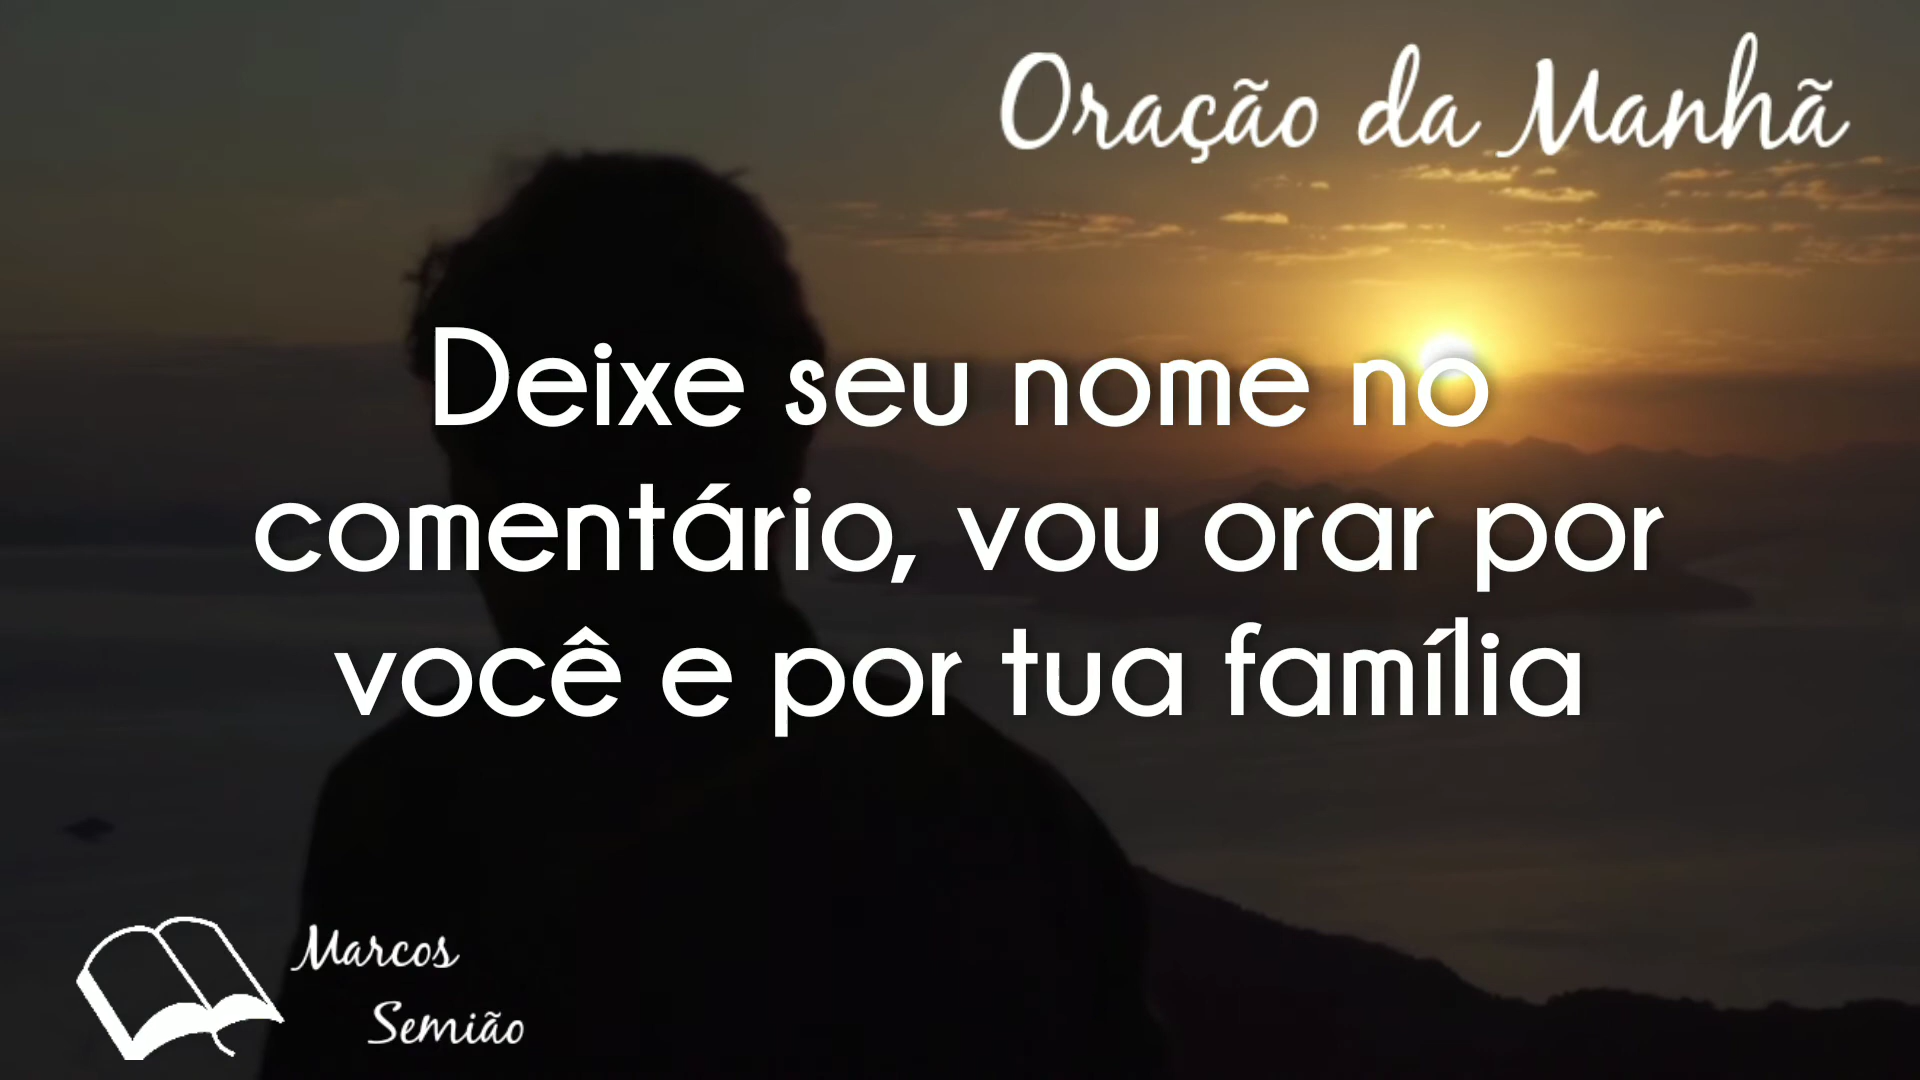 Oração da Manhã
Deixe seu nome no
comentário, vou orar por
você e por tua família
Marcos
Semião